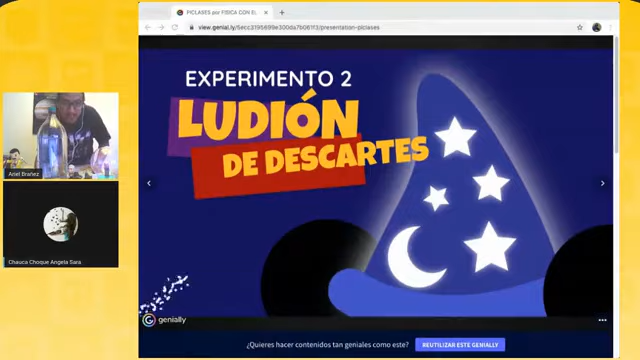 PICLASES por FISICA CON EL
view.genial.ly/5ecc3195699e300da7b061f3/presentation-piclases
EXPERIMENTO 2
LUDIÓN
DE DESCARTES
Ariel Brañez
Chauca Choque Angela Sara
genially
¿Quieres hacer contenidos tan geniales como este?
REUTILIZAR ESTE GENIALLY